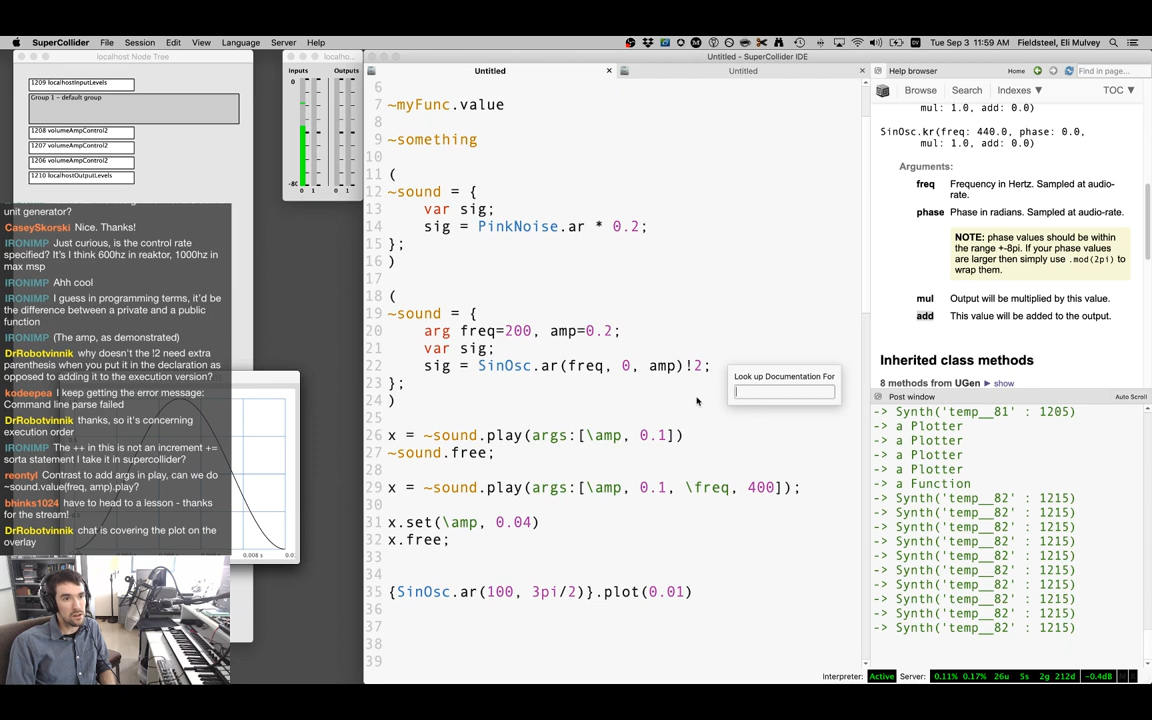 SuperCollider File Session Edit View Language Server Help
Tue Sep 3 11:59 AM Fieldsteel, Eli Mulvey
localhost Node Tree
1209 localhostInputLevels
Group 1 - default group
1208 volumeAmpControl2
1207 volumeAmpControl2
1206 volumeAmpControl2
1210 localhostOutputLevels
unit generator?
CaseySkorski Nice. Thanks!
IRONIMP Just curious, is the control rate
specified? It's I think 600hz in reaktor, 1000hz in
max msp
IRONIMP Ahh cool
IRONIMP I guess in programming terms, it'd be
the difference between a private and a public
function
IRONIMP (The amp, as demonstrated)
DrRobotvinnik why doesn't the !2 need extra
parenthesis when you put it in the declaration as
opposed to adding it to the execution version?
kodeepea I keep getting the error message:
Command line parse failed
DrRobotvinnik thanks, so it's concerning
execution order
IRONIMP The ++ in this is not an increment +=
sorta statement I take it in supercollider?
reontyl Contrast to add args in play, can we do
~sound.value(freq, amp).play?
bhinks1024 have to head to a lesson - thanks
for the stream!
DrRobotvinnik chat is covering the plot on the
overlay
0.008 s
localho...
Inputs Outputs
0
-80
0 1 0 1
Untitled - SuperCollider IDE
Untitled
Untitled
6
7 ~myFunc.value
8
9 ~something
10
11 (
12 ~sound = {
13 var sig;
14 sig = PinkNoise.ar * 0.2;
15 };
16 )
17
18 (
19 ~sound = {
20 arg freq=200, amp=0.2;
21 var sig;
22 sig = SinOsc.ar(freq, 0, amp)!2;
23 };
24 )
26 x = ~sound.play(args:[\amp, 0.1])
27 ~sound.free;
28
29 x = ~sound.play(args:[\amp, 0.1, \freq, 400]);
30
31 x.set(\amp, 0.04)
32 x.free;
33
34
35 {SinOsc.ar(100, 3pi/2)}.plot(0.01)
36
37
38
39
Look up Documentation For
Help browser Home Find in page...
Browse Search Indexes ▼ TOC ▼
mul: 1.0, add: 0.0)
SinOsc.kr(freq: 440.0, phase: 0.0,
mul: 1.0, add: 0.0)
Arguments:
freq Frequency in Hertz. Sampled at audio-
rate.
phase Phase in radians. Sampled at audio-rate.
NOTE: phase values should be within
the range +-8pi. If your phase values
are larger then simply use .mod(2pi) to
wrap them.
mul Output will be multiplied by this value.
add This value will be added to the output.
Inherited class methods
8 methods from UGen ► show
Post window Auto Scroll
-> Synth('temp__81' : 1205)
-> a Plotter
-> a Plotter
-> a Plotter
-> a Plotter
-> a Function
-> Synth('temp__82' : 1215)
-> Synth('temp__82' : 1215)
-> Synth('temp__82' : 1215)
-> Synth('temp__82' : 1215)
-> Synth('temp__82' : 1215)
-> Synth('temp__82' : 1215)
-> Synth('temp__82' : 1215)
-> Synth('temp__82' : 1215)
-> Synth('temp__82' : 1215)
-> Synth('temp__82' : 1215)
Interpreter: Active Server: 0.11% 0.17% 26u 5s 2g 212d -0.4dB M R